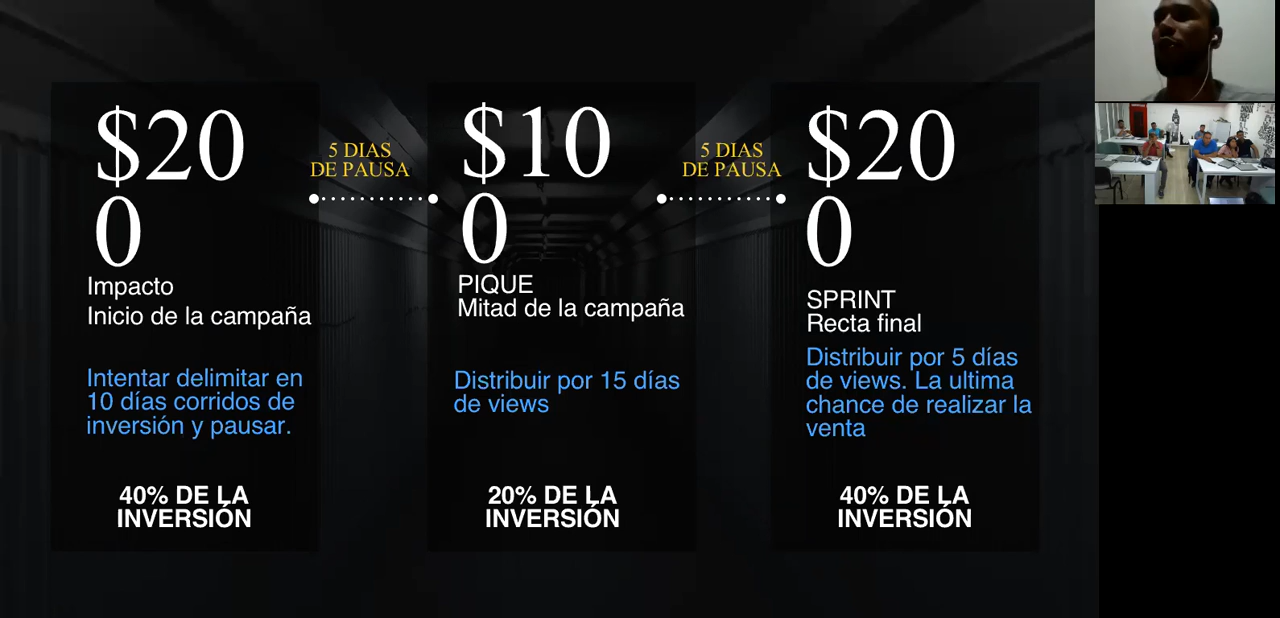 $20
0
Impacto
Inicio de la campaña
Intentar delimitar en
10 días corridos de
inversión y pausar.
40% DE LA
INVERSIÓN
5 DIAS
DE PAUSA
$10
0
PIQUE
Mitad de la campaña
Distribuir por 15 días
de views
20% DE LA
INVERSIÓN
5 DIAS
DE PAUSA
$20
0
SPRINT
Recta final
Distribuir por 5 días
de views. La ultima
chance de realizar la
venta
40% DE LA
INVERSIÓN